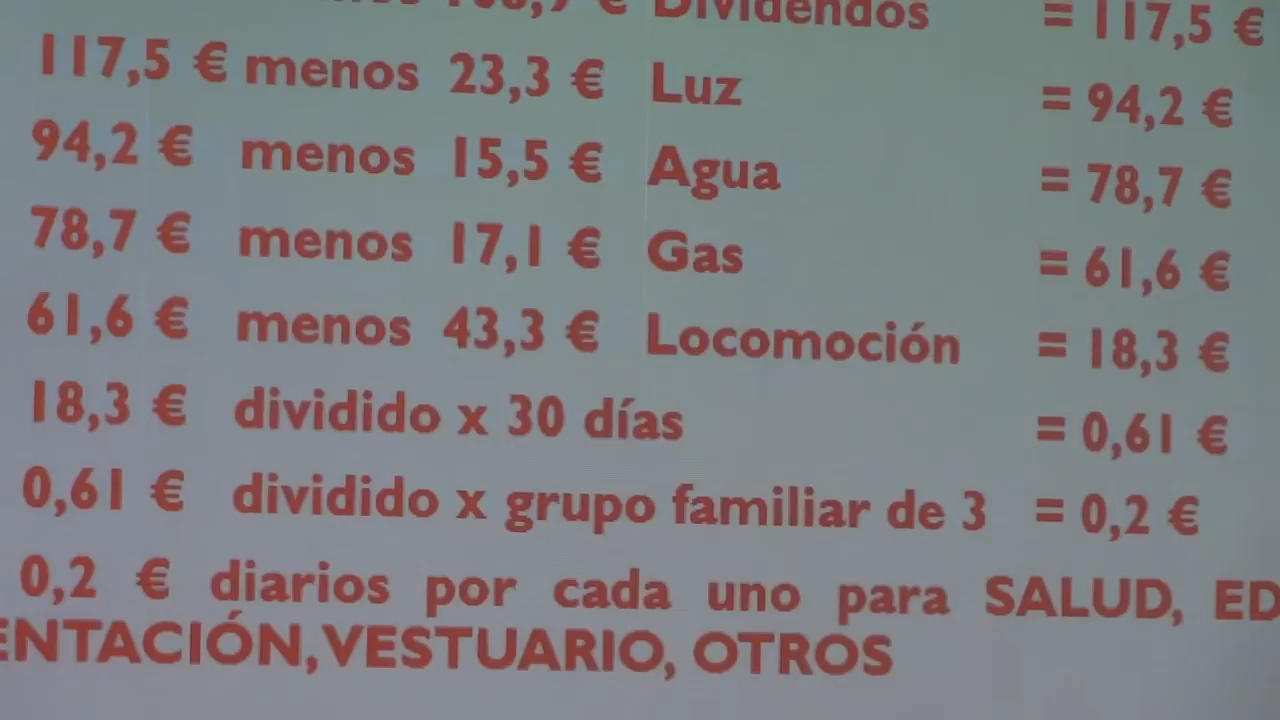 € Dividendos = 117,5 €
117,5 € menos 23,3 € Luz = 94,2 €
94,2 € menos 15,5 € Agua = 78,7 €
78,7 € menos 17,1 € Gas = 61,6 €
61,6 € menos 43,3 € Locomoción = 18,3 €
18,3 € dividido x 30 días = 0,61 €
0,61 € dividido x grupo familiar de 3 = 0,2 €
0,2 € diarios por cada uno para SALUD, ED
ENTACIÓN, VESTUARIO, OTROS